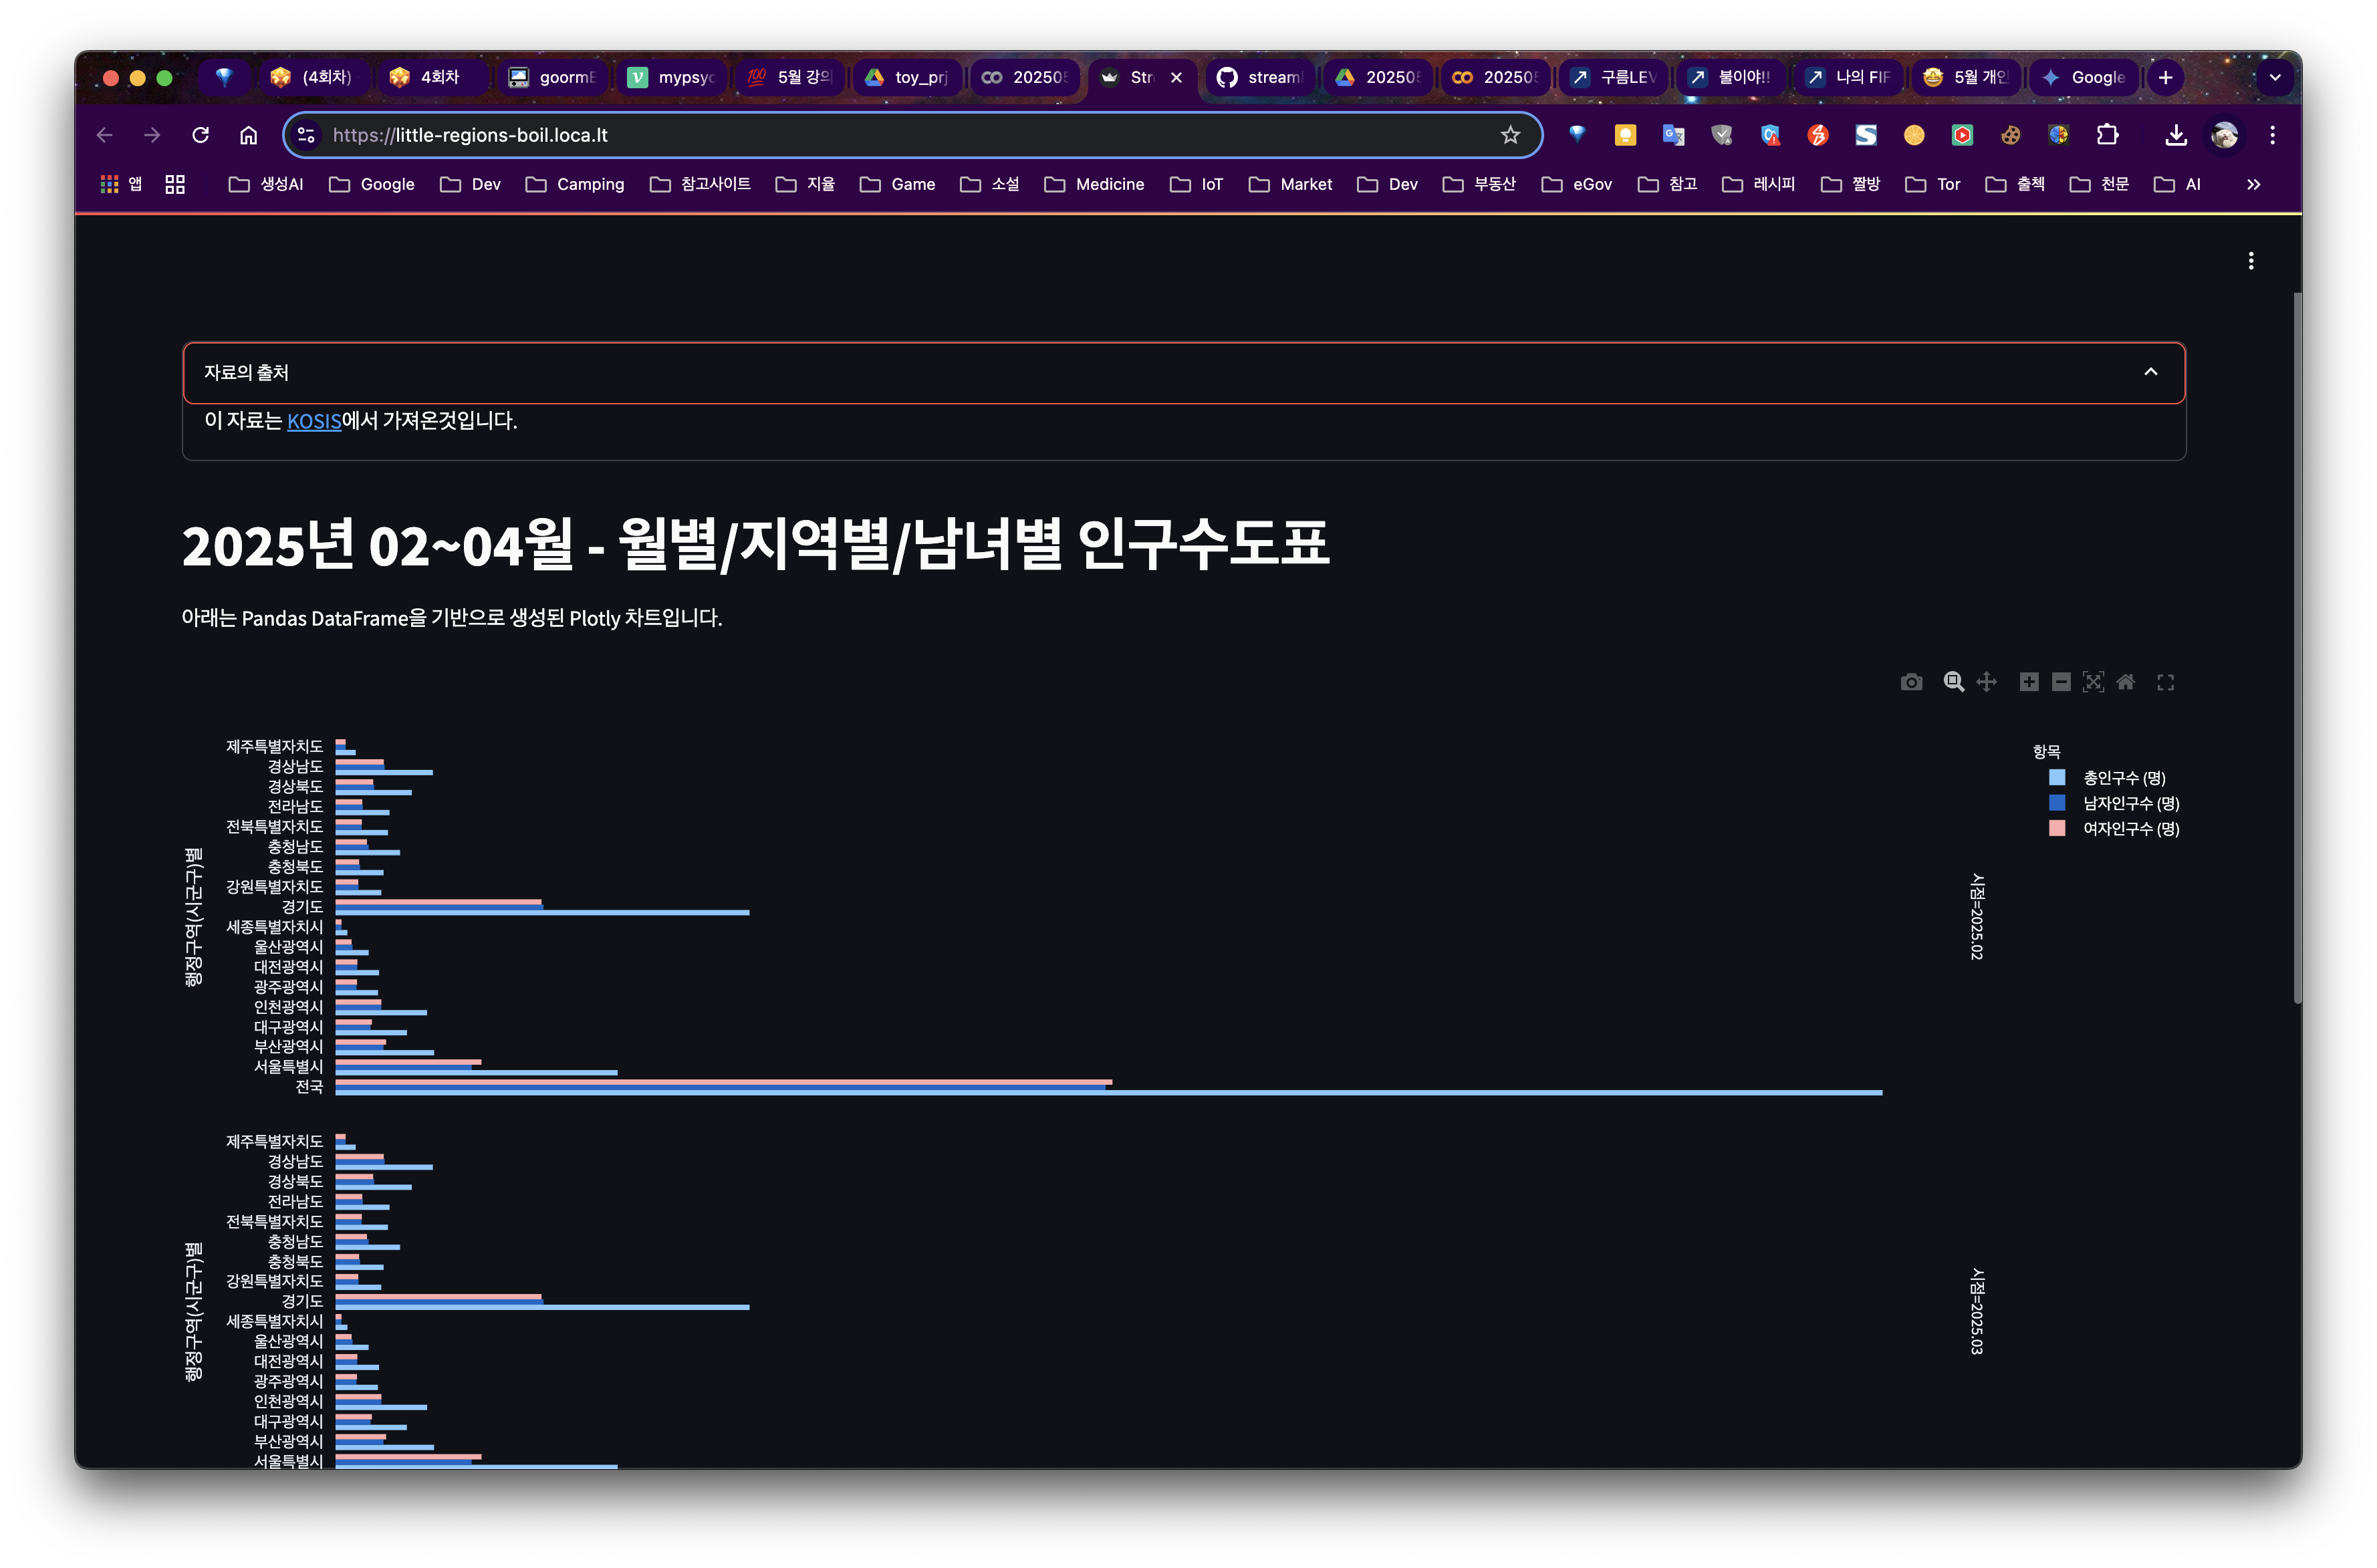 (4회차)
4회차
goormE
mypsyc
5월 강의
toy_prj
202505
Str
streaml
202505
202505
구름LEV
불이야!!
나의 FIF
5월 개인
Google
https://little-regions-boil.loca.lt
앱
생성AI
Google
Dev
Camping
참고사이트
지율
Game
소설
Medicine
IoT
Market
Dev
부동산
eGov
참고
레시피
짤방
Tor
출첵
천문
AI
자료의 출처
이 자료는 KOSIS에서 가져온것입니다.
2025년 02~04월 - 월별/지역별/남녀별 인구수도표
아래는 Pandas DataFrame을 기반으로 생성된 Plotly 차트입니다.
항목
총인구수 (명)
남자인구수 (명)
여자인구수 (명)
행정구역(시군구)별
제주특별자치도
경상남도
경상북도
전라남도
전북특별자치도
충청남도
충청북도
강원특별자치도
경기도
세종특별자치시
울산광역시
대전광역시
광주광역시
인천광역시
대구광역시
부산광역시
서울특별시
전국
시점=2025.02
행정구역(시군구)별
제주특별자치도
경상남도
경상북도
전라남도
전북특별자치도
충청남도
충청북도
강원특별자치도
경기도
세종특별자치시
울산광역시
대전광역시
광주광역시
인천광역시
대구광역시
부산광역시
서울특별시
시점=2025.03